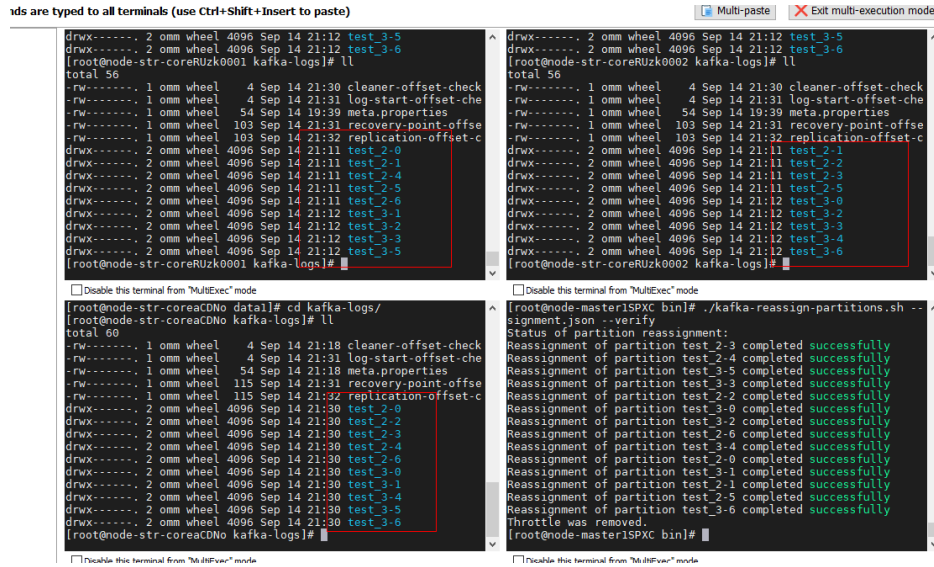 nds are typed to all terminals (use Ctrl+Shift+Insert to paste)
Multi-paste
Exit multi-execution mode
drwx------. 2 omm wheel 4096 Sep 14 21:12 test_3-5
drwx------. 2 omm wheel 4096 Sep 14 21:12 test_3-6
[root@node-str-coreRUzk0001 kafka-logs]# ll
total 56
-rw-------. 1 omm wheel    4 Sep 14 21:30 cleaner-offset-check
-rw-------. 1 omm wheel    4 Sep 14 21:31 log-start-offset-che
-rw-------. 1 omm wheel   54 Sep 14 19:39 meta.properties
-rw-------. 1 omm wheel  103 Sep 14 21:31 recovery-point-offse
-rw-------. 1 omm wheel  103 Sep 14 21:32 replication-offset-c
drwx------. 2 omm wheel 4096 Sep 14 21:11 test_2-0
drwx------. 2 omm wheel 4096 Sep 14 21:11 test_2-1
drwx------. 2 omm wheel 4096 Sep 14 21:11 test_2-4
drwx------. 2 omm wheel 4096 Sep 14 21:11 test_2-5
drwx------. 2 omm wheel 4096 Sep 14 21:11 test_2-6
drwx------. 2 omm wheel 4096 Sep 14 21:12 test_3-1
drwx------. 2 omm wheel 4096 Sep 14 21:12 test_3-2
drwx------. 2 omm wheel 4096 Sep 14 21:12 test_3-3
drwx------. 2 omm wheel 4096 Sep 14 21:12 test_3-5
[root@node-str-coreRUzk0001 kafka-logs]#
Disable this terminal from "MultiExec" mode
drwx------. 2 omm wheel 4096 Sep 14 21:12 test_3-5
drwx------. 2 omm wheel 4096 Sep 14 21:12 test_3-6
[root@node-str-coreRUzk0002 kafka-logs]# ll
total 56
-rw-------. 1 omm wheel    4 Sep 14 21:30 cleaner-offset-check
-rw-------. 1 omm wheel    4 Sep 14 21:31 log-start-offset-che
-rw-------. 1 omm wheel   54 Sep 14 19:39 meta.properties
-rw-------. 1 omm wheel  103 Sep 14 21:31 recovery-point-offse
-rw-------. 1 omm wheel  103 Sep 14 21:32 replication-offset-c
drwx------. 2 omm wheel 4096 Sep 14 21:11 test_2-1
drwx------. 2 omm wheel 4096 Sep 14 21:11 test_2-2
drwx------. 2 omm wheel 4096 Sep 14 21:11 test_2-3
drwx------. 2 omm wheel 4096 Sep 14 21:11 test_2-5
drwx------. 2 omm wheel 4096 Sep 14 21:12 test_3-0
drwx------. 2 omm wheel 4096 Sep 14 21:12 test_3-2
drwx------. 2 omm wheel 4096 Sep 14 21:12 test_3-3
drwx------. 2 omm wheel 4096 Sep 14 21:12 test_3-4
drwx------. 2 omm wheel 4096 Sep 14 21:12 test_3-6
[root@node-str-coreRUzk0002 kafka-logs]#
Disable this terminal from "MultiExec" mode
[root@node-str-coreaCDNo data1]# cd kafka-logs/
[root@node-str-coreaCDNo kafka-logs]# ll
total 60
-rw-------. 1 omm wheel    4 Sep 14 21:18 cleaner-offset-check
-rw-------. 1 omm wheel    4 Sep 14 21:31 log-start-offset-che
-rw-------. 1 omm wheel   54 Sep 14 21:18 meta.properties
-rw-------. 1 omm wheel  115 Sep 14 21:31 recovery-point-offse
-rw-------. 1 omm wheel  115 Sep 14 21:32 replication-offset-c
drwx------. 2 omm wheel 4096 Sep 14 21:30 test_2-0
drwx------. 2 omm wheel 4096 Sep 14 21:30 test_2-2
drwx------. 2 omm wheel 4096 Sep 14 21:30 test_2-3
drwx------. 2 omm wheel 4096 Sep 14 21:30 test_2-4
drwx------. 2 omm wheel 4096 Sep 14 21:30 test_2-6
drwx------. 2 omm wheel 4096 Sep 14 21:30 test_3-0
drwx------. 2 omm wheel 4096 Sep 14 21:30 test_3-1
drwx------. 2 omm wheel 4096 Sep 14 21:30 test_3-4
drwx------. 2 omm wheel 4096 Sep 14 21:30 test_3-5
drwx------. 2 omm wheel 4096 Sep 14 21:30 test_3-6
[root@node-str-coreaCDNo kafka-logs]#
Disable this terminal from "MultiExec" mode
[root@node-master1SPXC bin]# ./kafka-reassign-partitions.sh --
signment.json --verify
Status of partition reassignment:
Reassignment of partition test_2-3 completed successfully
Reassignment of partition test_2-4 completed successfully
Reassignment of partition test_3-5 completed successfully
Reassignment of partition test_3-3 completed successfully
Reassignment of partition test_2-2 completed successfully
Reassignment of partition test_3-0 completed successfully
Reassignment of partition test_3-2 completed successfully
Reassignment of partition test_2-6 completed successfully
Reassignment of partition test_3-4 completed successfully
Reassignment of partition test_2-0 completed successfully
Reassignment of partition test_3-1 completed successfully
Reassignment of partition test_2-1 completed successfully
Reassignment of partition test_2-5 completed successfully
Reassignment of partition test_3-6 completed successfully
Throttle was removed.
[root@node-master1SPXC bin]#
Disable this terminal from "MultiExec" mode